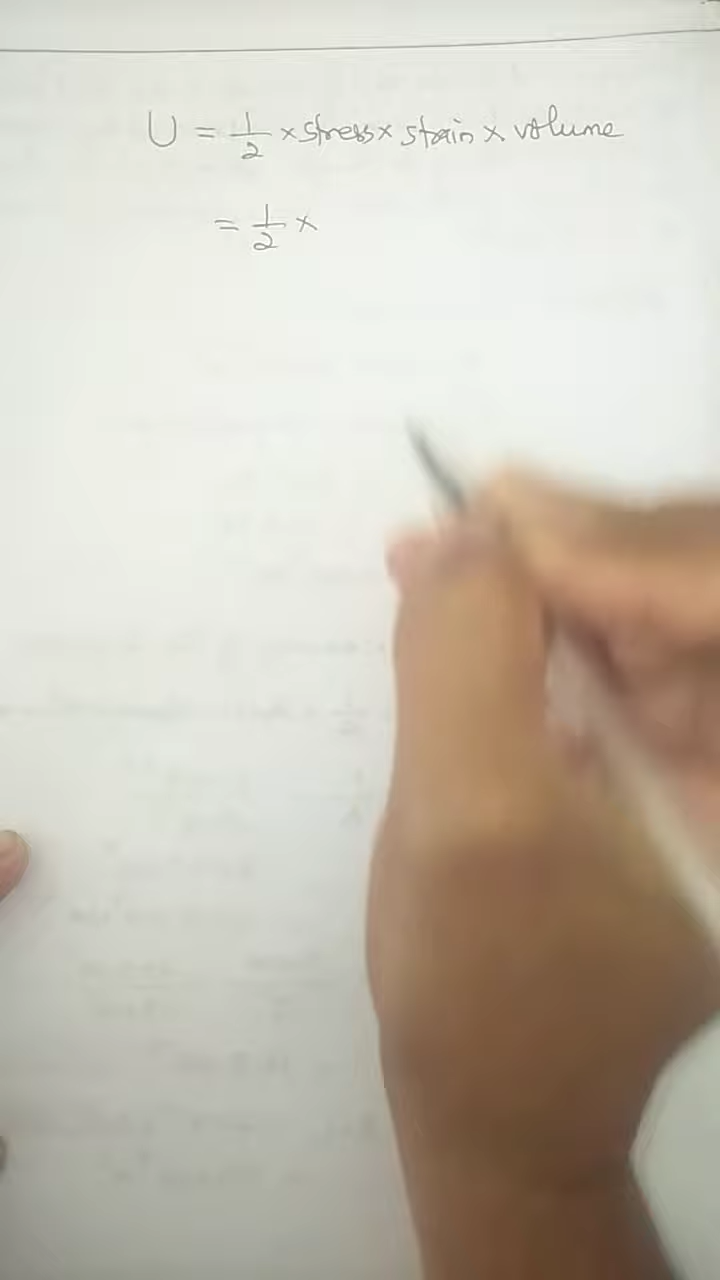 U = 1/2 × stress × strain × volume
= 1/2 ×